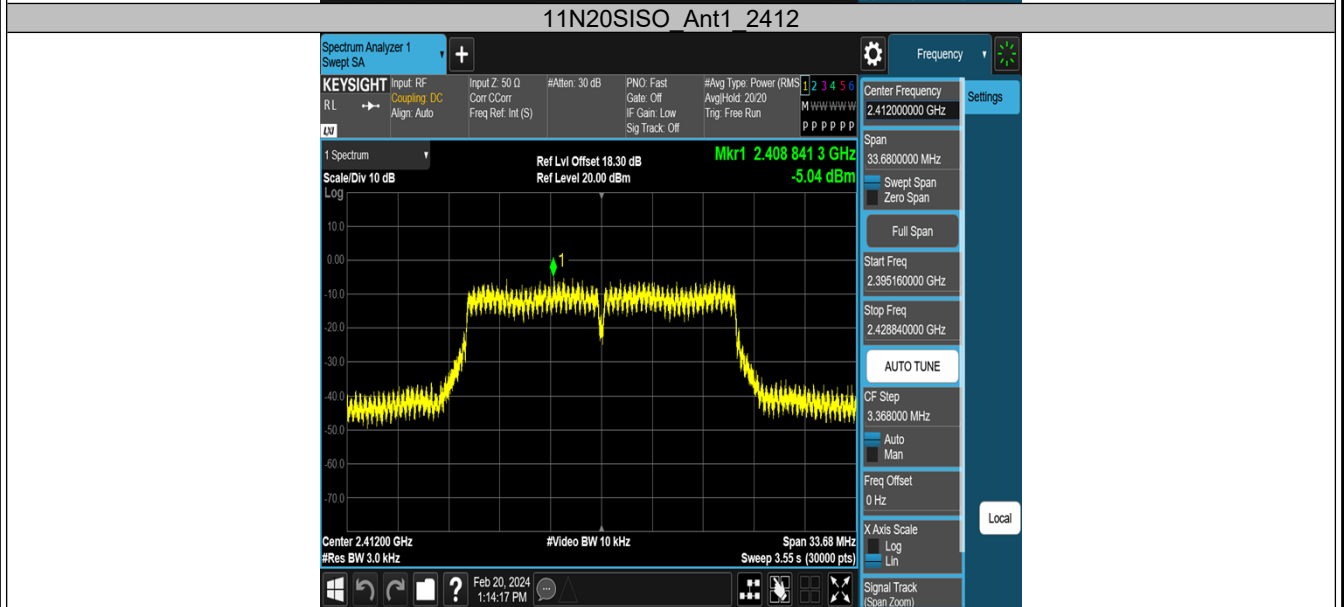 11N20SISO_Ant1_2412
Spectrum Analyzer 1
Swept SA
+
Frequency
KEYSIGHT
RL
LXI
Input: RF
Coupling: DC
Align: Auto
Input Z: 50 Ω
Corr CCorr
Freq Ref: Int (S)
#Atten: 30 dB
PNO: Fast
Gate: Off
IF Gain: Low
Sig Track: Off
#Avg Type: Power (RMS
Avg|Hold: 20/20
Trig: Free Run
1 2 3 4 5 6
M W W W W W
P P P P P P
1 Spectrum
Scale/Div 10 dB
Log
Ref Lvl Offset 18.30 dB
Ref Level 20.00 dBm
Mkr1 2.408 841 3 GHz
-5.04 dBm
10.0
0.00
-10.0
-20.0
-30.0
-40.0
-50.0
-60.0
-70.0
1
Center 2.41200 GHz
#Res BW 3.0 kHz
#Video BW 10 kHz
Span 33.68 MHz
Sweep 3.55 s (30000 pts)
Center Frequency
2.412000000 GHz
Settings
Span
33.6800000 MHz
Swept Span
Zero Span
Full Span
Start Freq
2.395160000 GHz
Stop Freq
2.428840000 GHz
AUTO TUNE
CF Step
3.368000 MHz
Auto
Man
Freq Offset
0 Hz
X Axis Scale
Log
Lin
Local
Signal Track
(Span Zoom)
?
Feb 20, 2024
1:14:17 PM